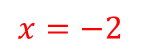 x = −2